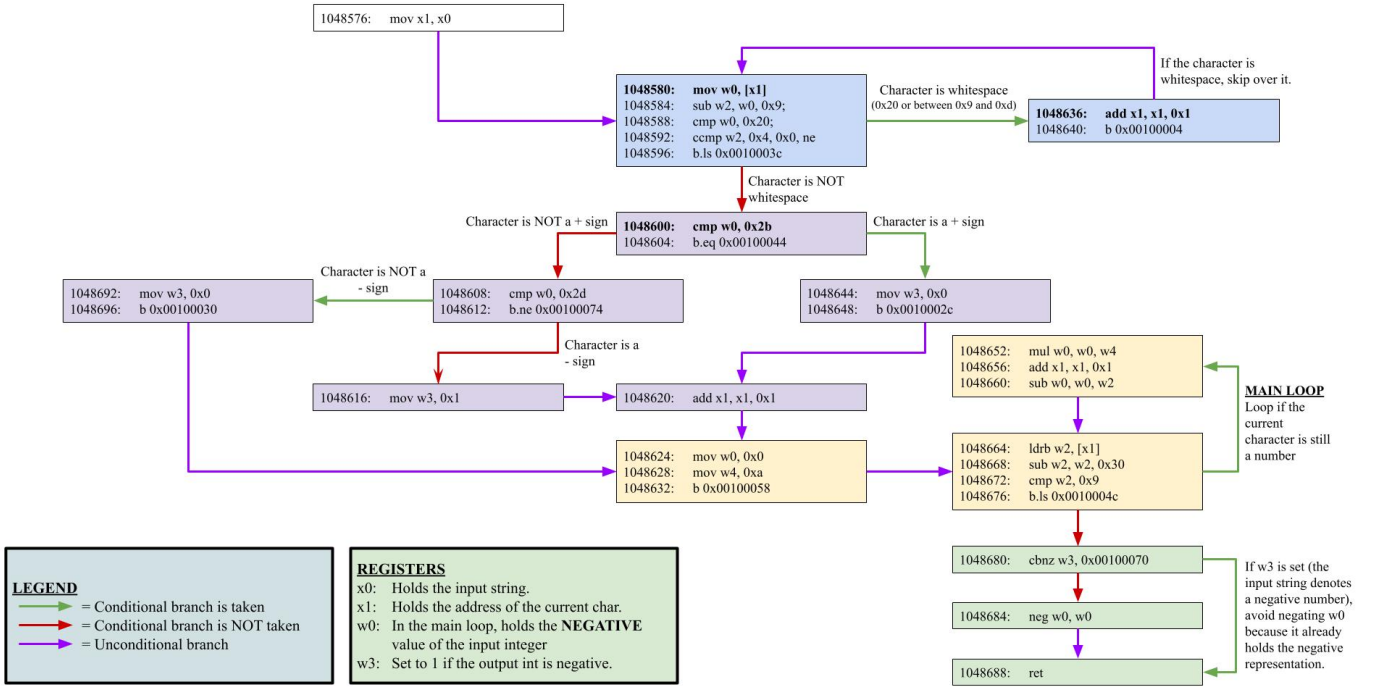 1048576: mov x1, x0
If the character is
whitespace, skip over it.
1048580: mov w0, [x1]
1048584: sub w2, w0, 0x9;
1048588: cmp w0, 0x20;
1048592: ccmp w2, 0x4, 0x0, ne
1048596: b.ls 0x0010003c
Character is whitespace
(0x20 or between 0x9 and 0xd)
1048636: add x1, x1, 0x1
1048640: b 0x00100004
Character is NOT
whitespace
Character is NOT a + sign
1048600: cmp w0, 0x2b
1048604: b.eq 0x00100044
Character is a + sign
1048692: mov w3, 0x0
1048696: b 0x00100030
Character is NOT a
- sign
1048608: cmp w0, 0x2d
1048612: b.ne 0x00100074
1048644: mov w3, 0x0
1048648: b 0x0010002c
Character is a
- sign
1048616: mov w3, 0x1
1048620: add x1, x1, 0x1
1048652: mul w0, w0, w4
1048656: add x1, x1, 0x1
1048660: sub w0, w0, w2
MAIN LOOP
Loop if the
current
character is still
a number
1048624: mov w0, 0x0
1048628: mov w4, 0xa
1048632: b 0x00100058
1048664: ldrb w2, [x1]
1048668: sub w2, w2, 0x30
1048672: cmp w2, 0x9
1048676: b.ls 0x0010004c
1048680: cbnz w3, 0x00100070
1048684: neg w0, w0
1048688: ret
If w3 is set (the
input string denotes
a negative number),
avoid negating w0
because it already
holds the negative
representation.
LEGEND
= Conditional branch is taken
= Conditional branch is NOT taken
= Unconditional branch
REGISTERS
x0: Holds the input string.
x1: Holds the address of the current char.
w0: In the main loop, holds the NEGATIVE
value of the input integer
w3: Set to 1 if the output int is negative.